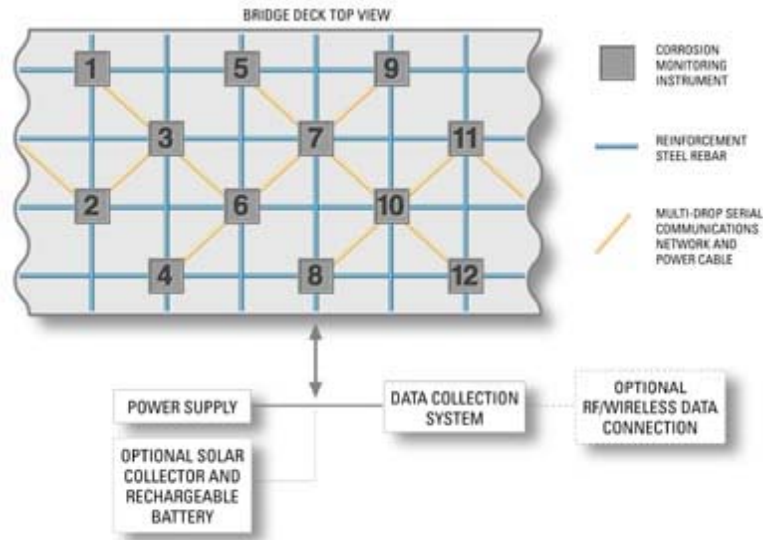 BRIDGE DECK TOP VIEW
1
5
9
3
7
11
2
6
10
4
8
12
CORROSION
MONITORING
INSTRUMENT
REINFORCEMENT
STEEL REBAR
MULTI-DROP SERIAL
COMMUNICATIONS
NETWORK AND
POWER CABLE
POWER SUPPLY
DATA COLLECTION
SYSTEM
OPTIONAL
RF/WIRELESS DATA
CONNECTION
OPTIONAL SOLAR
COLLECTOR AND
RECHARGEABLE
BATTERY